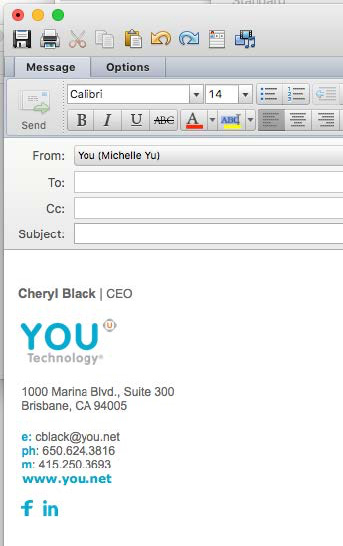 Message Options
Calibri 14
Send B I U ABC A ABC
From: You (Michelle Yu)
To:
Cc:
Subject:
Cheryl Black | CEO
YOU U
Technology®
1000 Marina Blvd., Suite 300
Brisbane, CA 94005
e: cblack@you.net
ph: 650.624.3816
m: 415.250.3693
www.you.net
f in